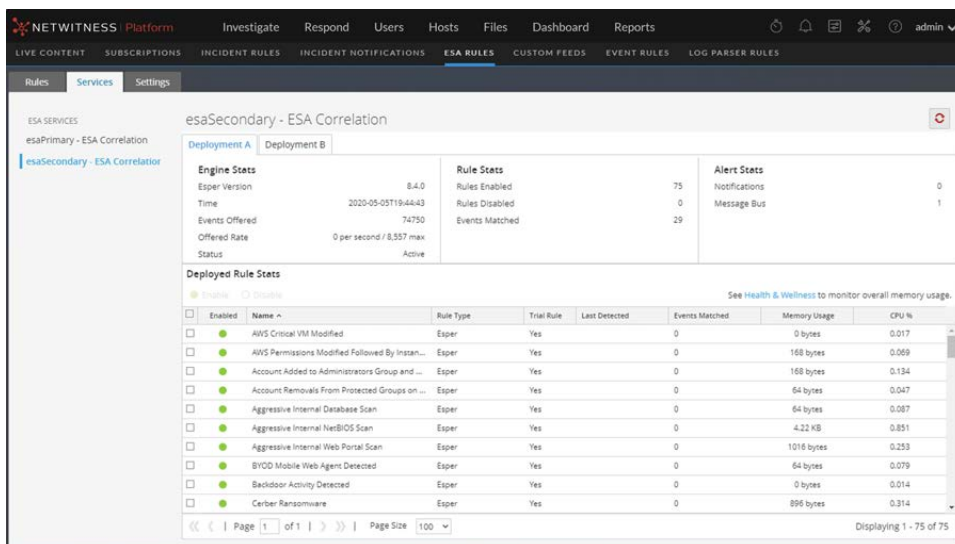 NETWITNESS Platform Investigate Respond Users Hosts Files Dashboard Reports admin
LIVE CONTENT SUBSCRIPTIONS INCIDENT RULES INCIDENT NOTIFICATIONS ESA RULES CUSTOM FEEDS EVENT RULES LOG PARSER RULES
Rules Services Settings
ESA SERVICES
esaPrimary - ESA Correlation
esaSecondary - ESA Correlation
esaSecondary - ESA Correlation
Deployment A Deployment B
Engine Stats
Esper Version 8.4.0
Time 2020-05-05T19:44:43
Events Offered 74750
Offered Rate 0 per second / 8,557 max
Status Active
Rule Stats
Rules Enabled 75
Rules Disabled 0
Events Matched 29
Alert Stats
Notifications 0
Message Bus 1
Deployed Rule Stats
Enable Disable See Health & Wellness to monitor overall memory usage.
Enabled Name Rule Type Trial Rule Last Detected Events Matched Memory Usage CPU %
AWS Critical VM Modified Esper Yes 0 0 bytes 0.017
AWS Permissions Modified Followed By Instan... Esper Yes 0 168 bytes 0.069
Account Added to Administrators Group and ... Esper Yes 0 168 bytes 0.134
Account Removals From Protected Groups on ... Esper Yes 0 64 bytes 0.047
Aggressive Internal Database Scan Esper Yes 0 64 bytes 0.087
Aggressive Internal NetBIOS Scan Esper Yes 0 4.22 KB 0.851
Aggressive Internal Web Portal Scan Esper Yes 0 1016 bytes 0.253
BYOD Mobile Web Agent Detected Esper Yes 0 64 bytes 0.079
Backdoor Activity Detected Esper Yes 0 0 bytes 0.014
Cerber Ransomware Esper Yes 0 896 bytes 0.314
Page 1 of 1 Page Size 100 Displaying 1 - 75 of 75